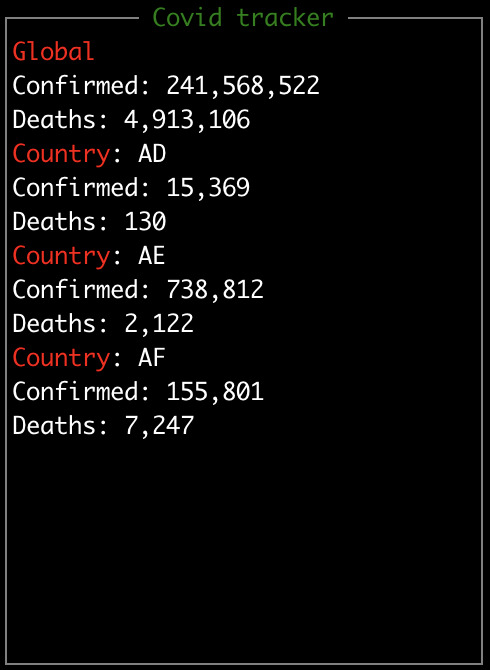 Covid tracker
Global
Confirmed: 241,568,522
Deaths: 4,913,106
Country: AD
Confirmed: 15,369
Deaths: 130
Country: AE
Confirmed: 738,812
Deaths: 2,122
Country: AF
Confirmed: 155,801
Deaths: 7,247